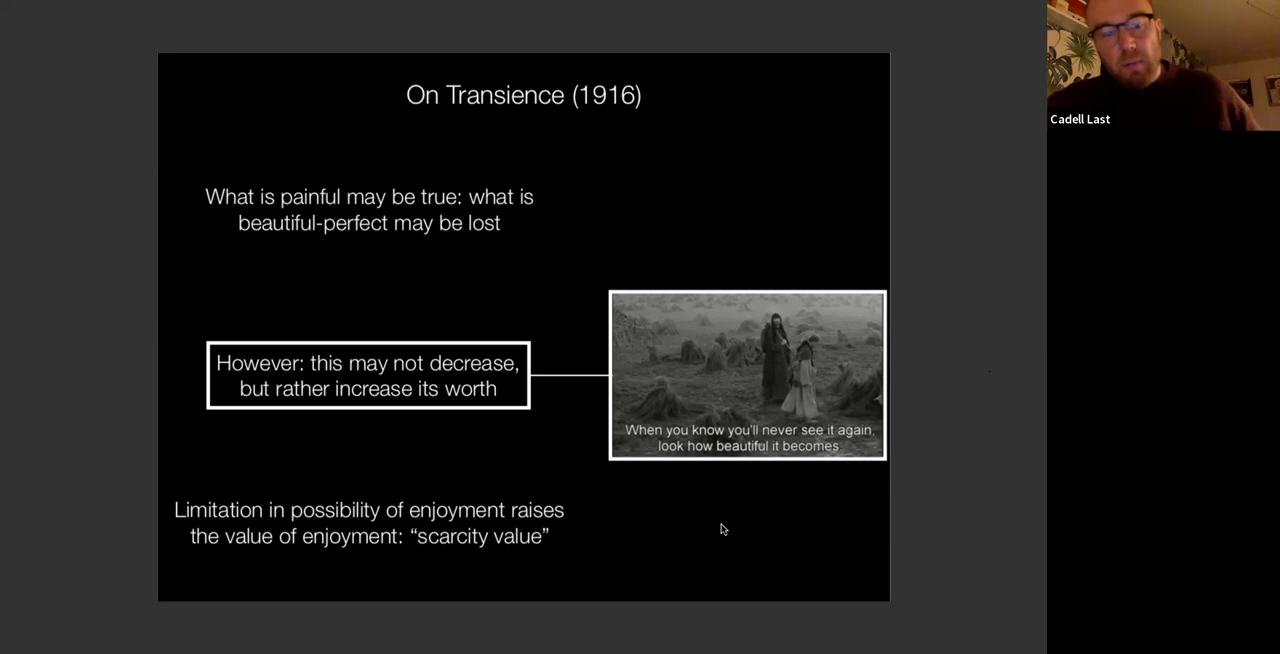 On Transience (1916)
What is painful may be true: what is
beautiful-perfect may be lost
However: this may not decrease,
but rather increase its worth
When you know you'll never see it again,
look how beautiful it becomes
Limitation in possibility of enjoyment raises
the value of enjoyment: “scarcity value”
Cadell Last